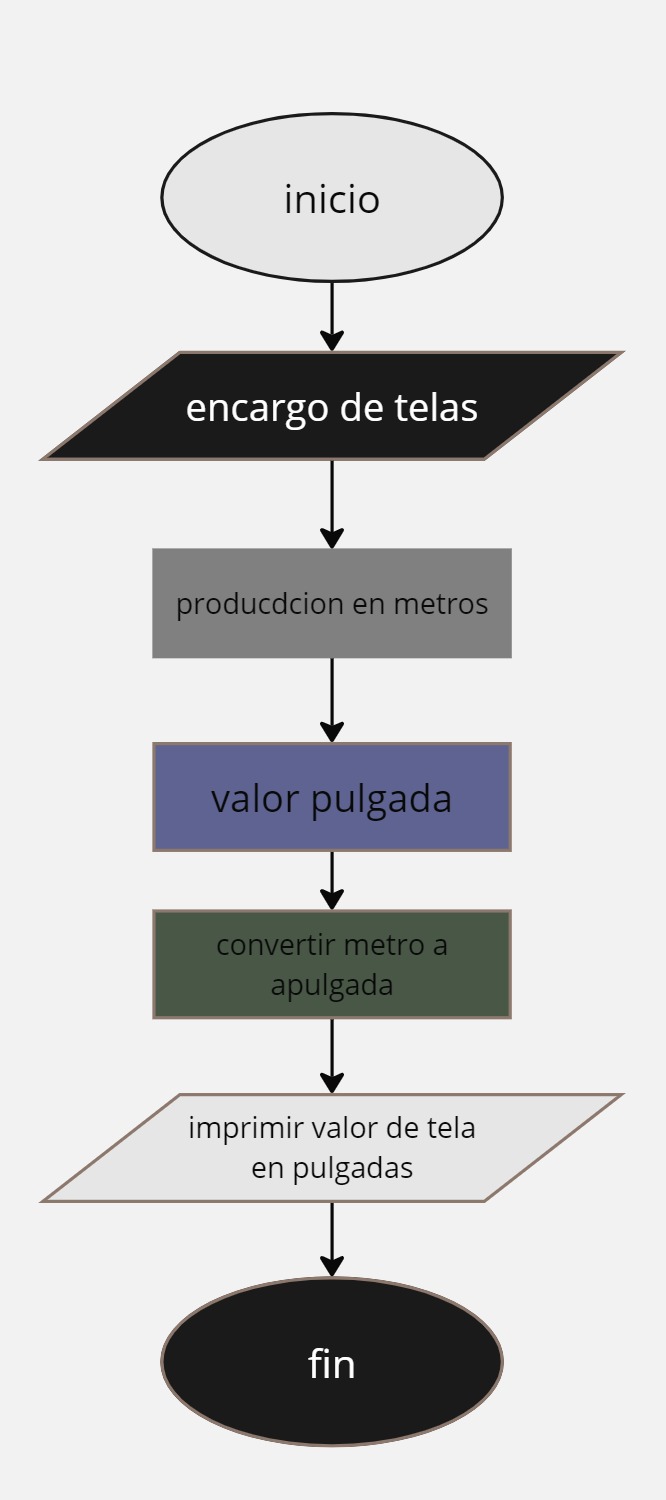 inicio
encargo de telas
producdcion en metros
valor pulgada
convertir metro a
apulgada
imprimir valor de tela
en pulgadas
fin